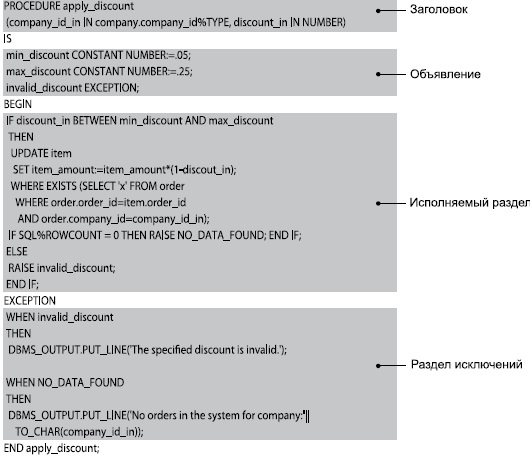 PROCEDURE apply_discount
(company_id_in IN company.company_id%TYPE, discount_in IN NUMBER)
Заголовок
IS
min_discount CONSTANT NUMBER:=.05;
max_discount CONSTANT NUMBER:=.25;
invalid_discount EXCEPTION;
Объявление
BEGIN
IF discount_in BETWEEN min_discount AND max_discount
THEN
UPDATE item
SET item_amount:=item_amount*(1-discout_in);
WHERE EXISTS (SELECT 'x' FROM order
WHERE order.order_id=item.order_id
AND order.company_id=company_id_in);
IF SQL%ROWCOUNT = 0 THEN RAISE NO_DATA_FOUND; END IF;
ELSE
RAISE invalid_discount;
END IF;
Исполняемый раздел
EXCEPTION
WHEN invalid_discount
THEN
DBMS_OUTPUT.PUT_LINE('The specified discount is invalid.');
WHEN NO_DATA_FOUND
THEN
DBMS_OUTPUT.PUT_LINE('No orders in the system for company:'||
TO_CHAR(company_id_in));
Раздел исключений
END apply_discount;